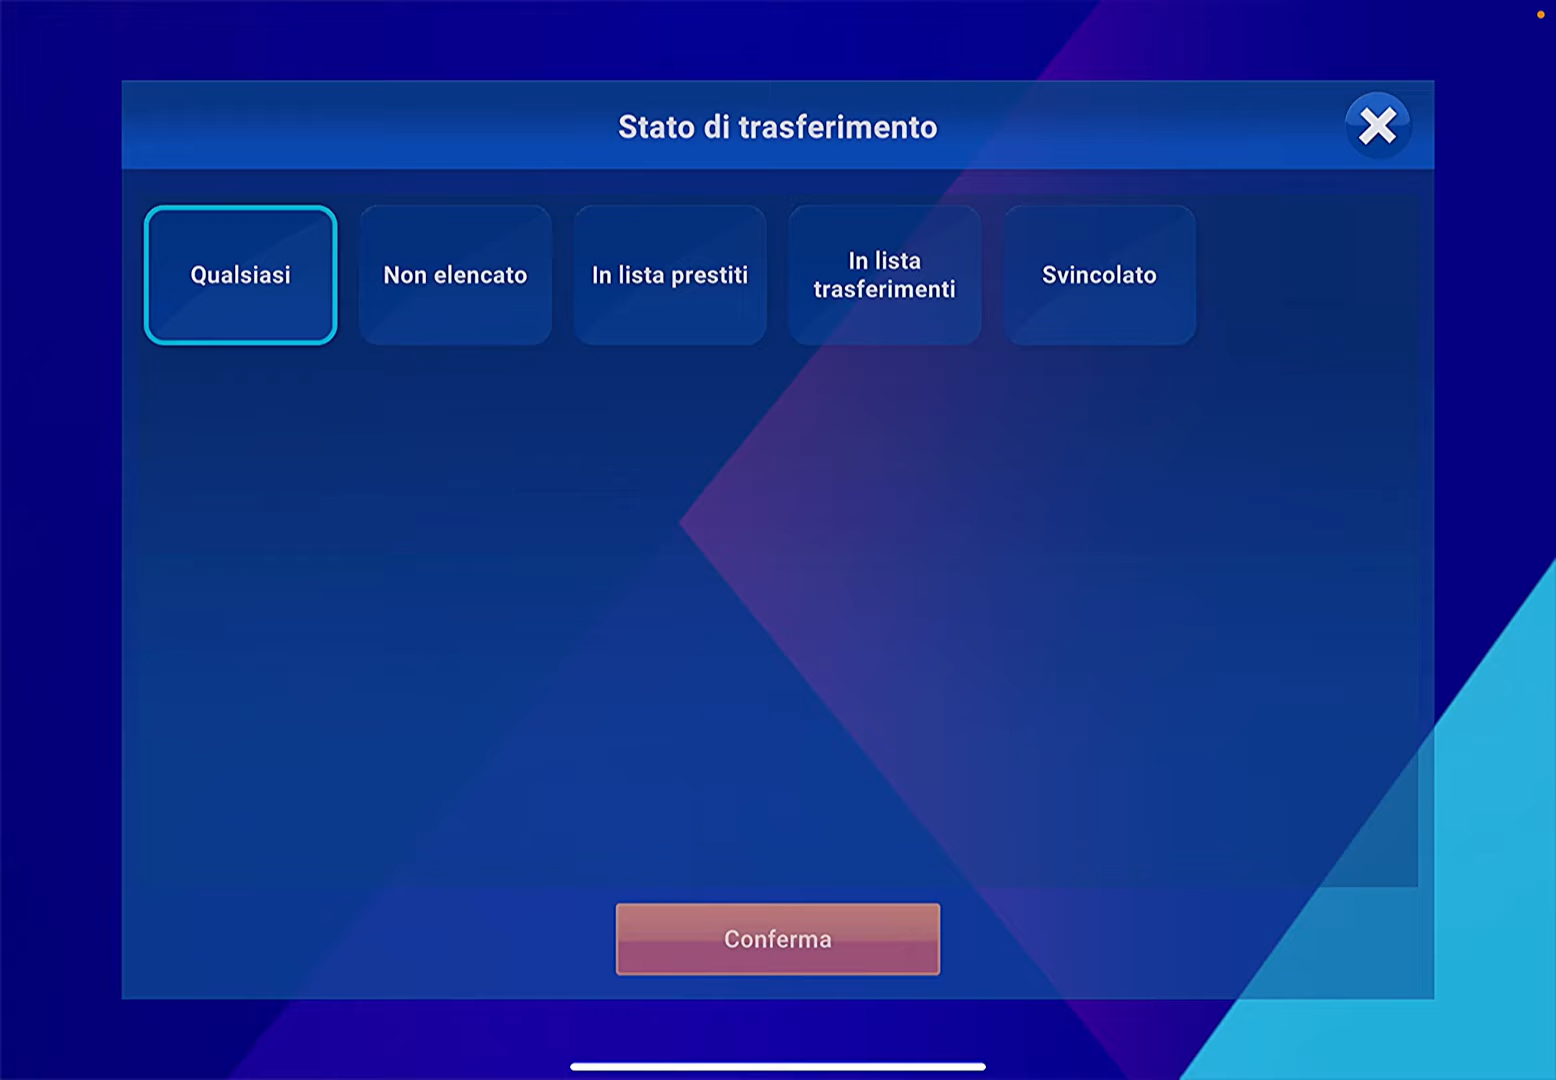 Stato di trasferimento
Qualsiasi
Non elencato
In lista prestiti
In lista
trasferimenti
Svincolato
Conferma